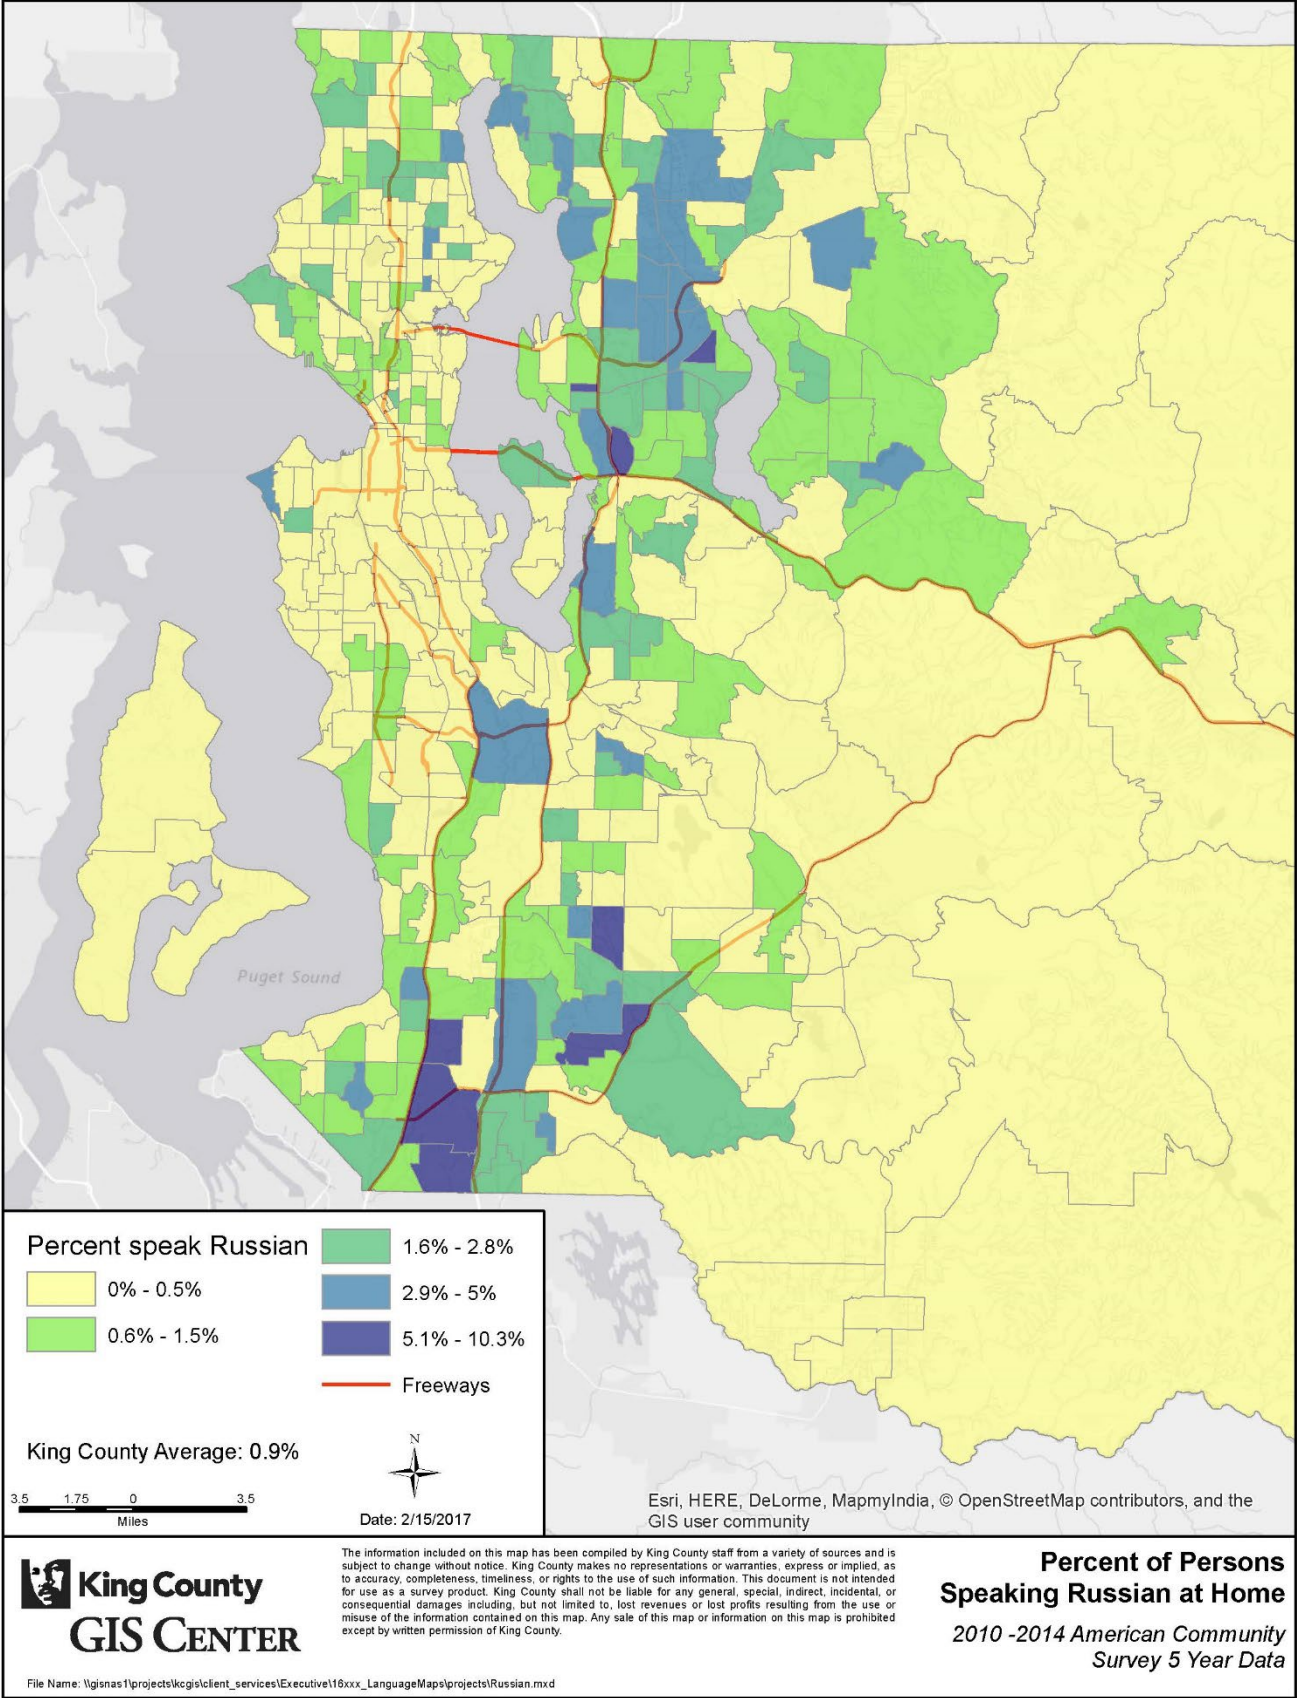 Puget Sound
Percent speak Russian
0% - 0.5%
0.6% - 1.5%
1.6% - 2.8%
2.9% - 5%
5.1% - 10.3%
Freeways
King County Average: 0.9%
N
3.5 1.75 0 3.5
Miles
Date: 2/15/2017
Esri, HERE, DeLorme, MapmyIndia, © OpenStreetMap contributors, and the
GIS user community
King County
GIS CENTER
The information included on this map has been compiled by King County staff from a variety of sources and is
subject to change without notice. King County makes no representations or warranties, express or implied, as
to accuracy, completeness, timeliness, or rights to the use of such information. This document is not intended
for use as a survey product. King County shall not be liable for any general, special, indirect, incidental, or
consequential damages including, but not limited to, lost revenues or lost profits resulting from the use or
misuse of the information contained on this map. Any sale of this map or information on this map is prohibited
except by written permission of King County.
Percent of Persons
Speaking Russian at Home
2010 -2014 American Community
Survey 5 Year Data
File Name: \\gisnas1\projects\kcgis\client_services\Executive\16xxx_LanguageMaps\projects\Russian.mxd